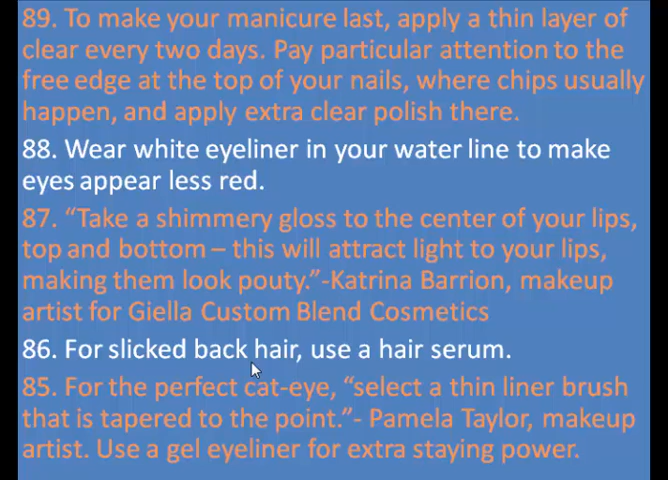 89. To make your manicure last, apply a thin layer of
clear every two days. Pay particular attention to the
free edge at the top of your nails, where chips usually
happen, and apply extra clear polish there.
88. Wear white eyeliner in your water line to make
eyes appear less red.
87. “Take a shimmery gloss to the center of your lips,
top and bottom – this will attract light to your lips,
making them look pouty.”-Katrina Barrion, makeup
artist for Giella Custom Blend Cosmetics
86. For slicked back hair, use a hair serum.
85. For the perfect cat-eye, “select a thin liner brush
that is tapered to the point.”- Pamela Taylor, makeup
artist. Use a gel eyeliner for extra staying power.